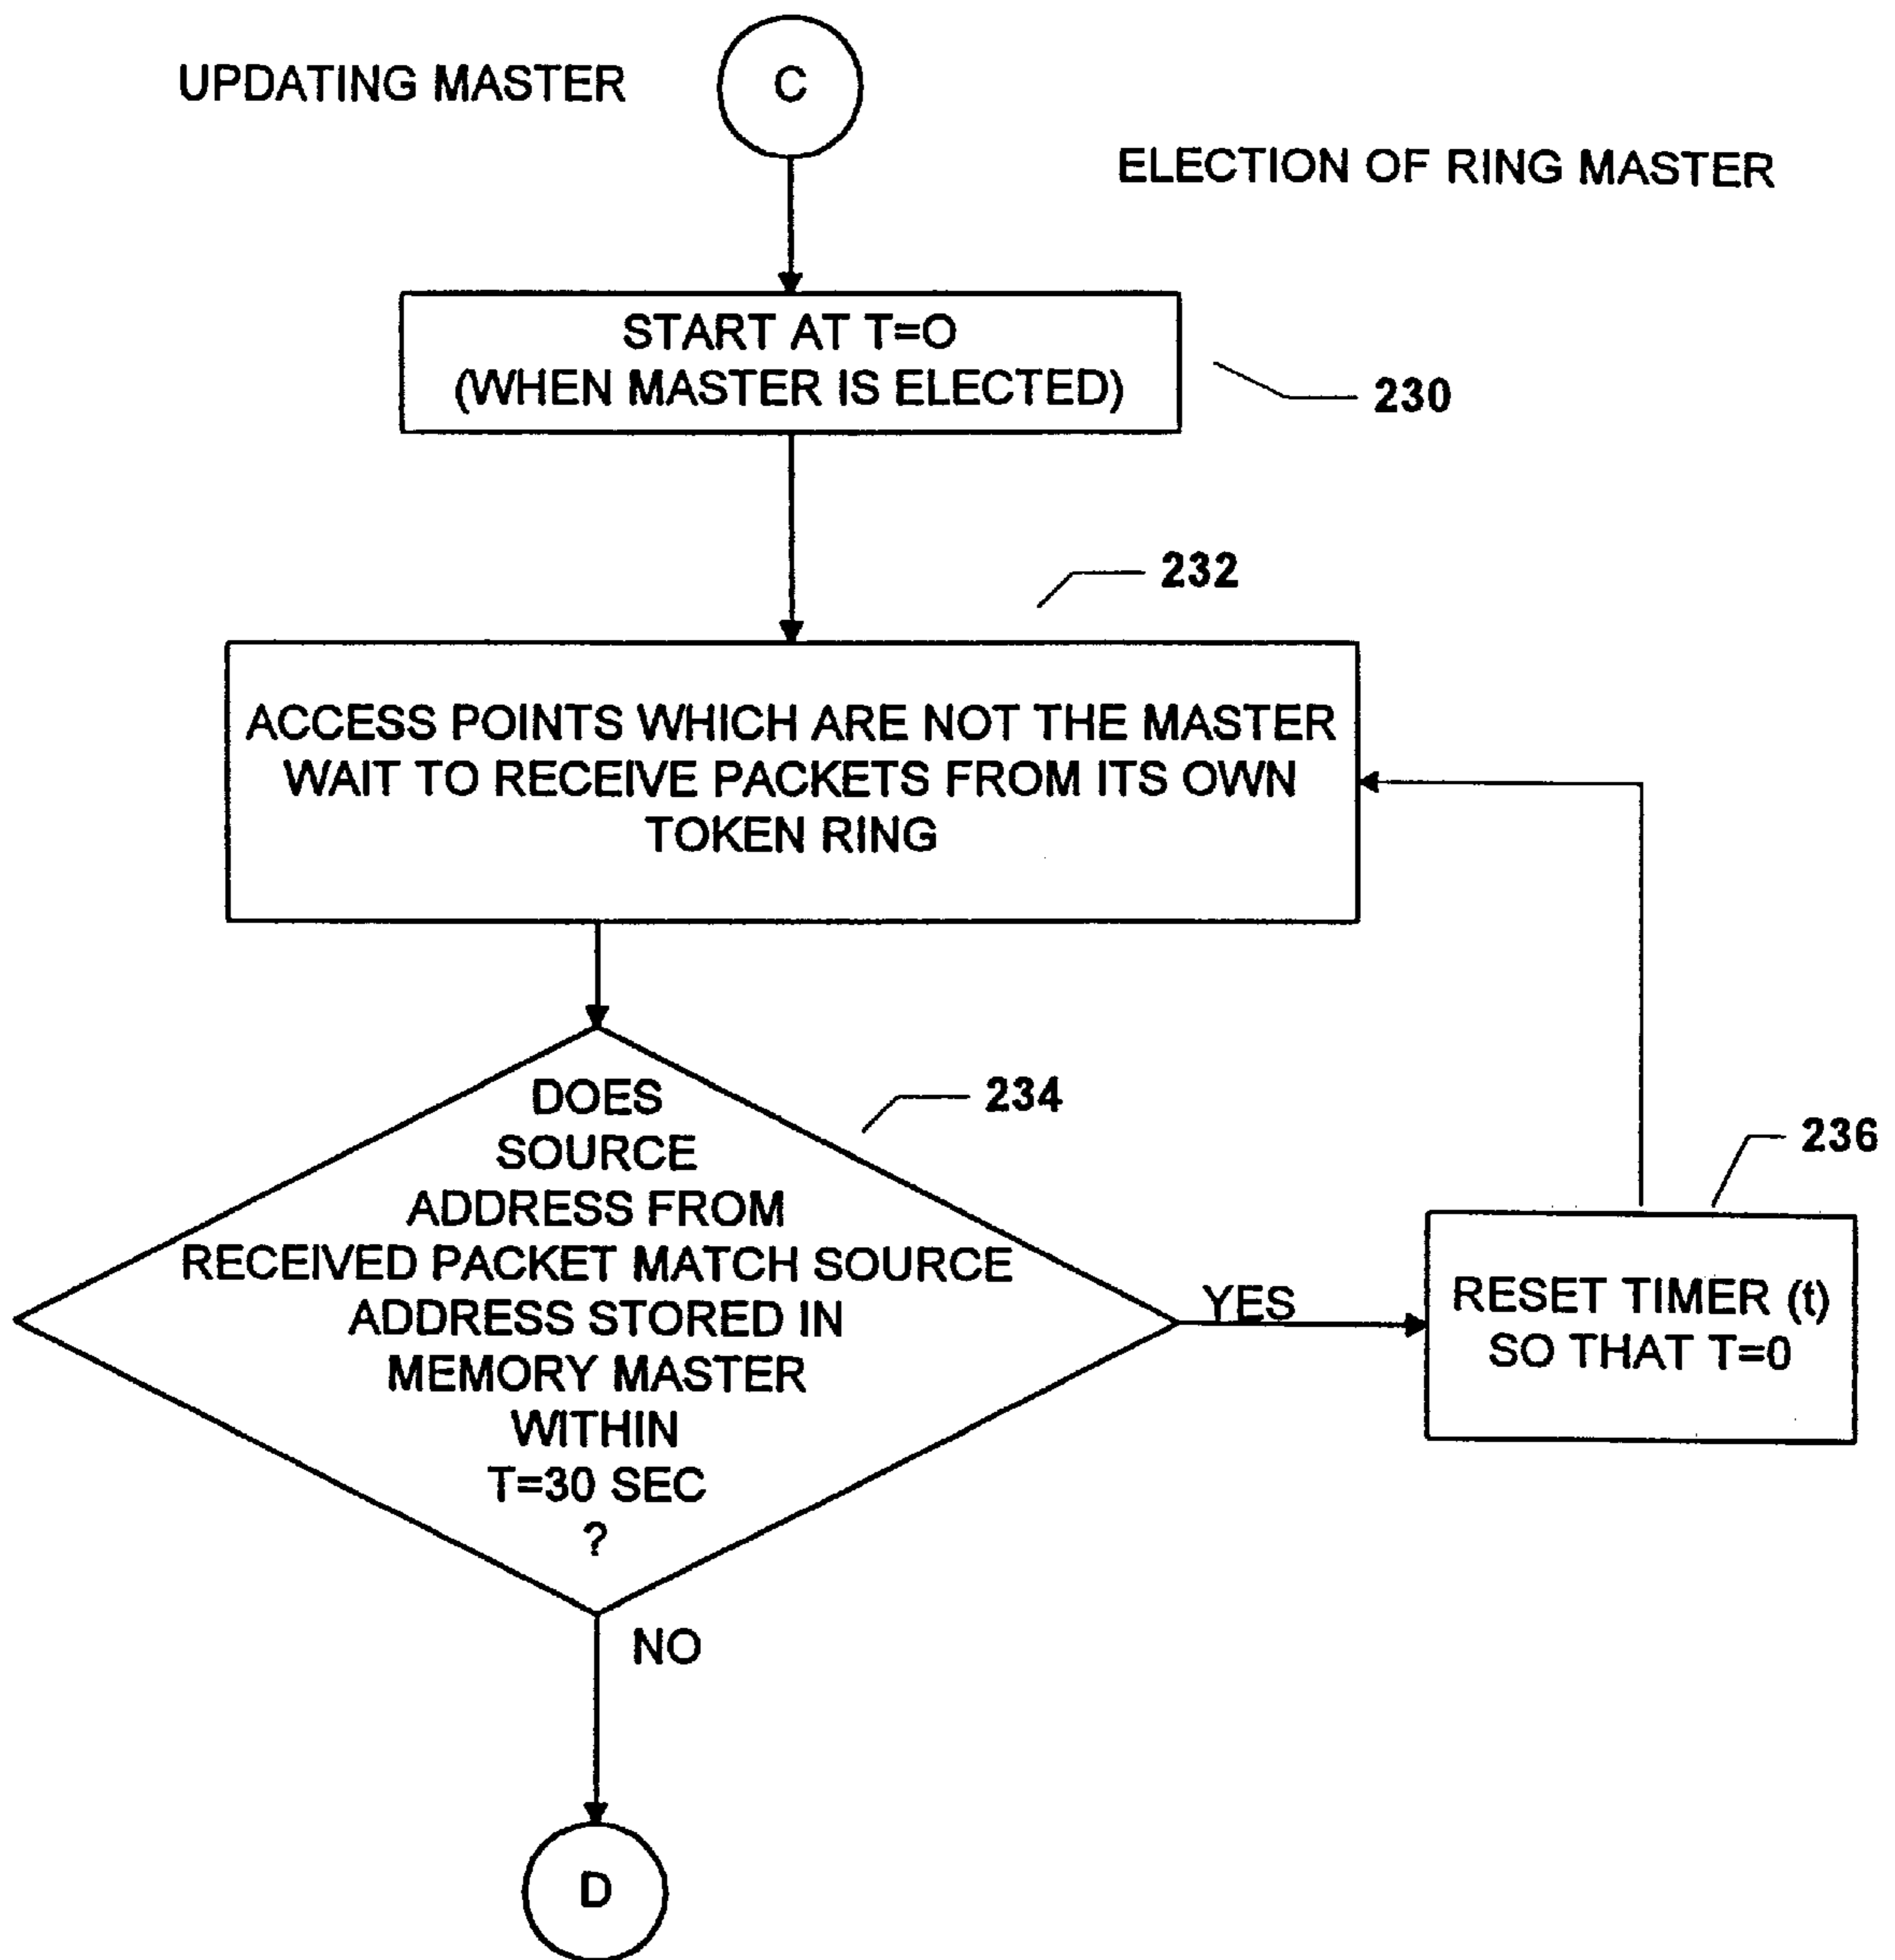 UPDATING MASTER
C
ELECTION OF RING MASTER
START AT T=O
(WHEN MASTER IS ELECTED)
230
232
ACCESS POINTS WHICH ARE NOT THE MASTER
WAIT TO RECEIVE PACKETS FROM ITS OWN
TOKEN RING
DOES
SOURCE
ADDRESS FROM
RECEIVED PACKET MATCH SOURCE
ADDRESS STORED IN
MEMORY MASTER
WITHIN
T=30 SEC
?
234
YES
236
RESET TIMER (t)
SO THAT T=0
NO
D